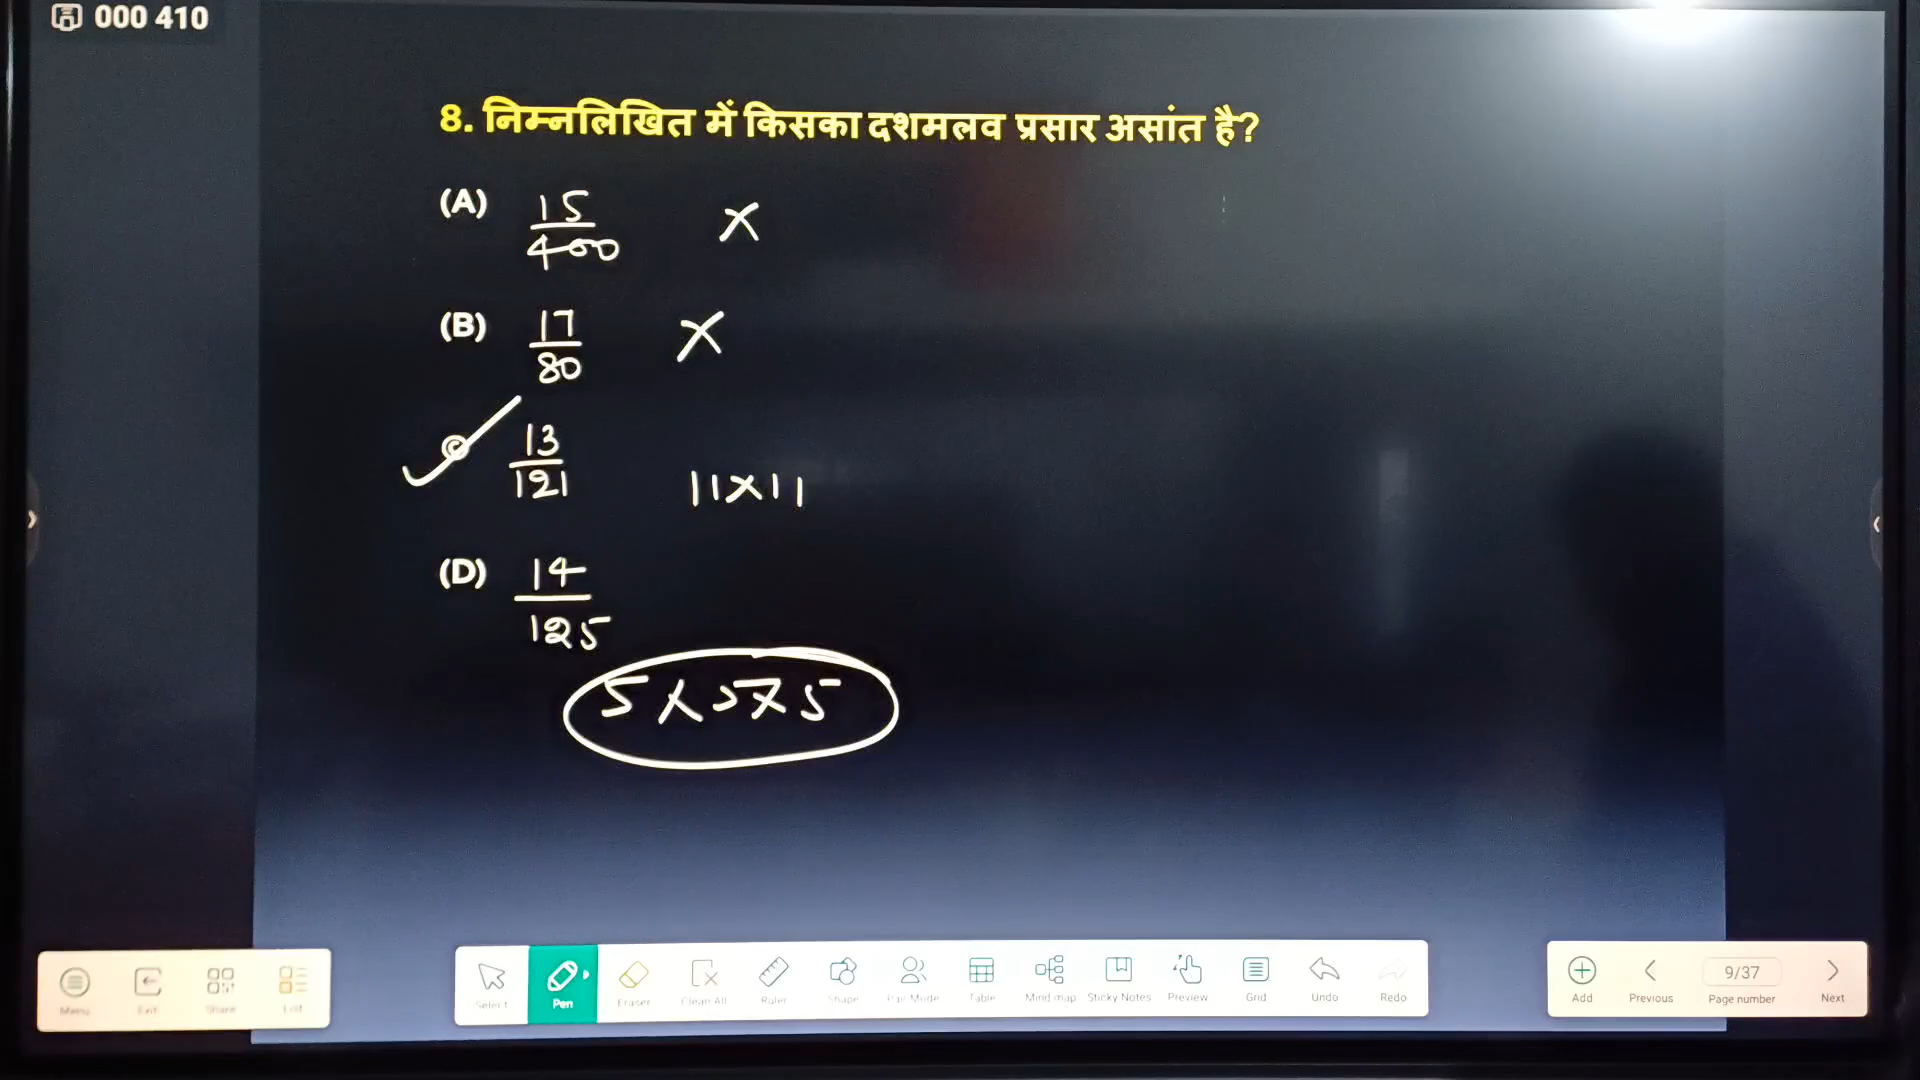 000 410
8. निम्नलिखित में किसका दशमलव प्रसार असांत है?
(A) 15/400 ×
(B) 17/80 ×
© 13/121 11×11
(D) 14/125
5×5×5
Menu Exit Share List Select Pen Eraser Clean All Ruler Shape Pair Mode Table Mind map Sticky Notes Preview Grid Undo Redo Add Previous 9/37 Page number Next